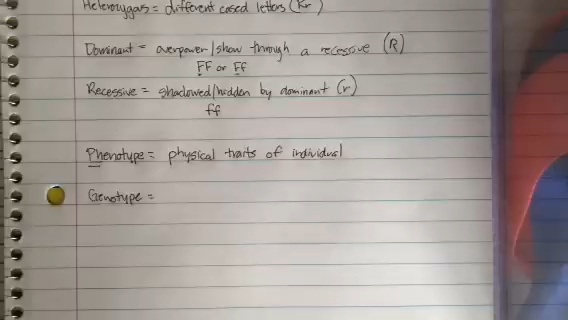 Heterozygous = different cased letters (Rr)
Dominant = overpower/show through a recessive (R)
FF or Ff
Recessive = shadowed/hidden by dominant (r)
ff
Phenotype = physical traits of individual
Genotype =